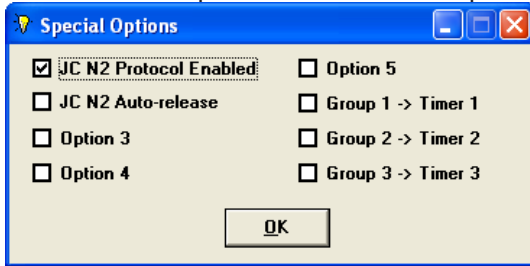 Special Options
JC N2 Protocol Enabled
JC N2 Auto-release
Option 3
Option 4
Option 5
Group 1 -> Timer 1
Group 2 -> Timer 2
Group 3 -> Timer 3
OK